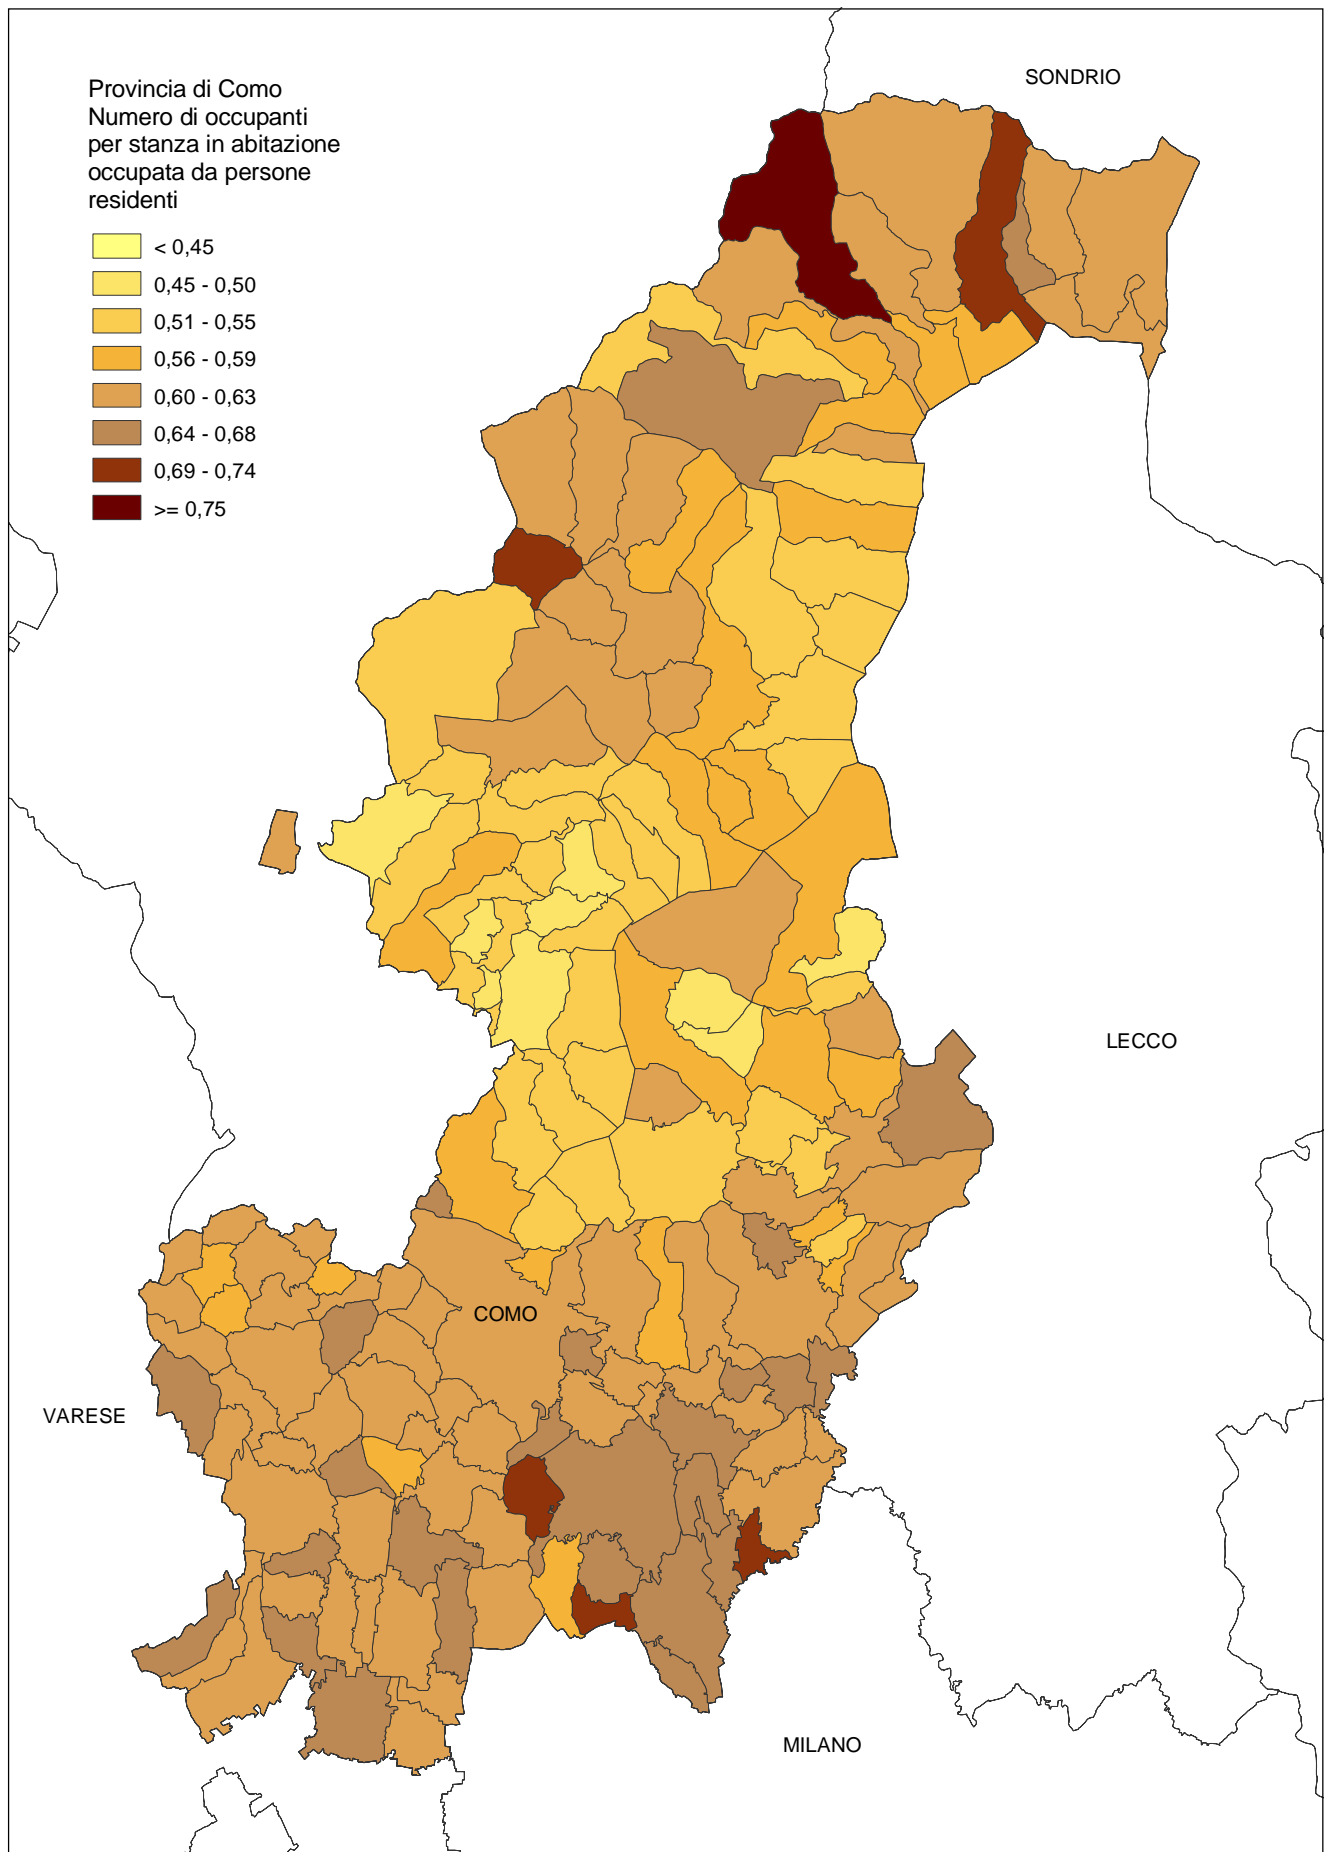 Provincia di Como
Numero di occupanti
per stanza in abitazione
occupata da persone
residenti
< 0,45
0,45 - 0,50
0,51 - 0,55
0,56 - 0,59
0,60 - 0,63
0,64 - 0,68
0,69 - 0,74
>= 0,75
SONDRIO
LECCO
COMO
VARESE
MILANO